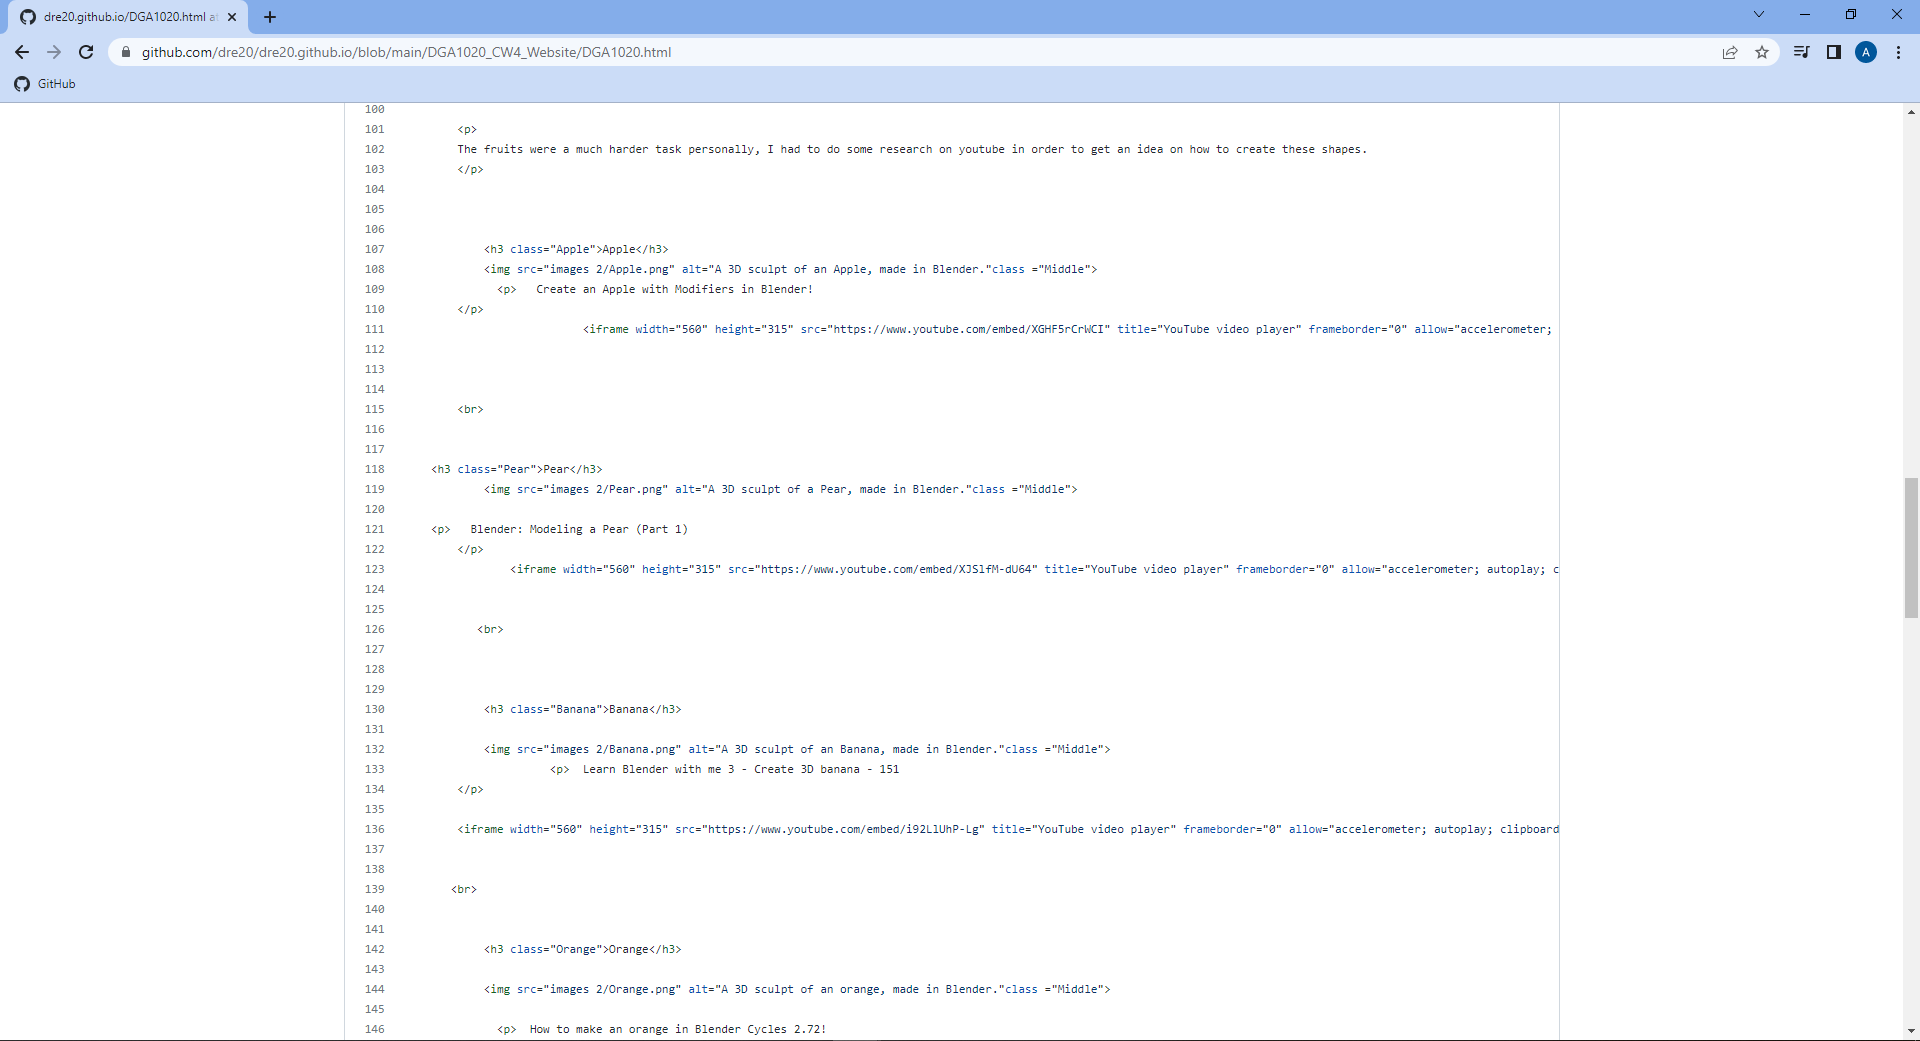 dre20.github.io/DGA1020.html at
github.com/dre20/dre20.github.io/blob/main/DGA1020_CW4_Website/DGA1020.html
A
GitHub
100
101 <p>
102 The fruits were a much harder task personally, I had to do some research on youtube in order to get an idea on how to create these shapes.
103 </p>
104
105
106
107 <h3 class="Apple">Apple</h3>
108 <img src="images 2/Apple.png" alt="A 3D sculpt of an Apple, made in Blender."class ="Middle">
109 <p>   Create an Apple with Modifiers in Blender!
110 </p>
111 <iframe width="560" height="315" src="https://www.youtube.com/embed/XGHF5rCrWCI" title="YouTube video player" frameborder="0" allow="accelerometer;
112
113
114
115 <br>
116
117
118 <h3 class="Pear">Pear</h3>
119 <img src="images 2/Pear.png" alt="A 3D sculpt of a Pear, made in Blender."class ="Middle">
120
121 <p>   Blender: Modeling a Pear (Part 1)
122 </p>
123 <iframe width="560" height="315" src="https://www.youtube.com/embed/XJSlfM-dU64" title="YouTube video player" frameborder="0" allow="accelerometer; autoplay; c
124
125
126 <br>
127
128
129
130 <h3 class="Banana">Banana</h3>
131
132 <img src="images 2/Banana.png" alt="A 3D sculpt of an Banana, made in Blender."class ="Middle">
133 <p>  Learn Blender with me 3 - Create 3D banana - 151
134 </p>
135
136 <iframe width="560" height="315" src="https://www.youtube.com/embed/i92LlUhP-Lg" title="YouTube video player" frameborder="0" allow="accelerometer; autoplay; clipboard
137
138
139 <br>
140
141
142 <h3 class="Orange">Orange</h3>
143
144 <img src="images 2/Orange.png" alt="A 3D sculpt of an orange, made in Blender."class ="Middle">
145
146 <p>  How to make an orange in Blender Cycles 2.72!